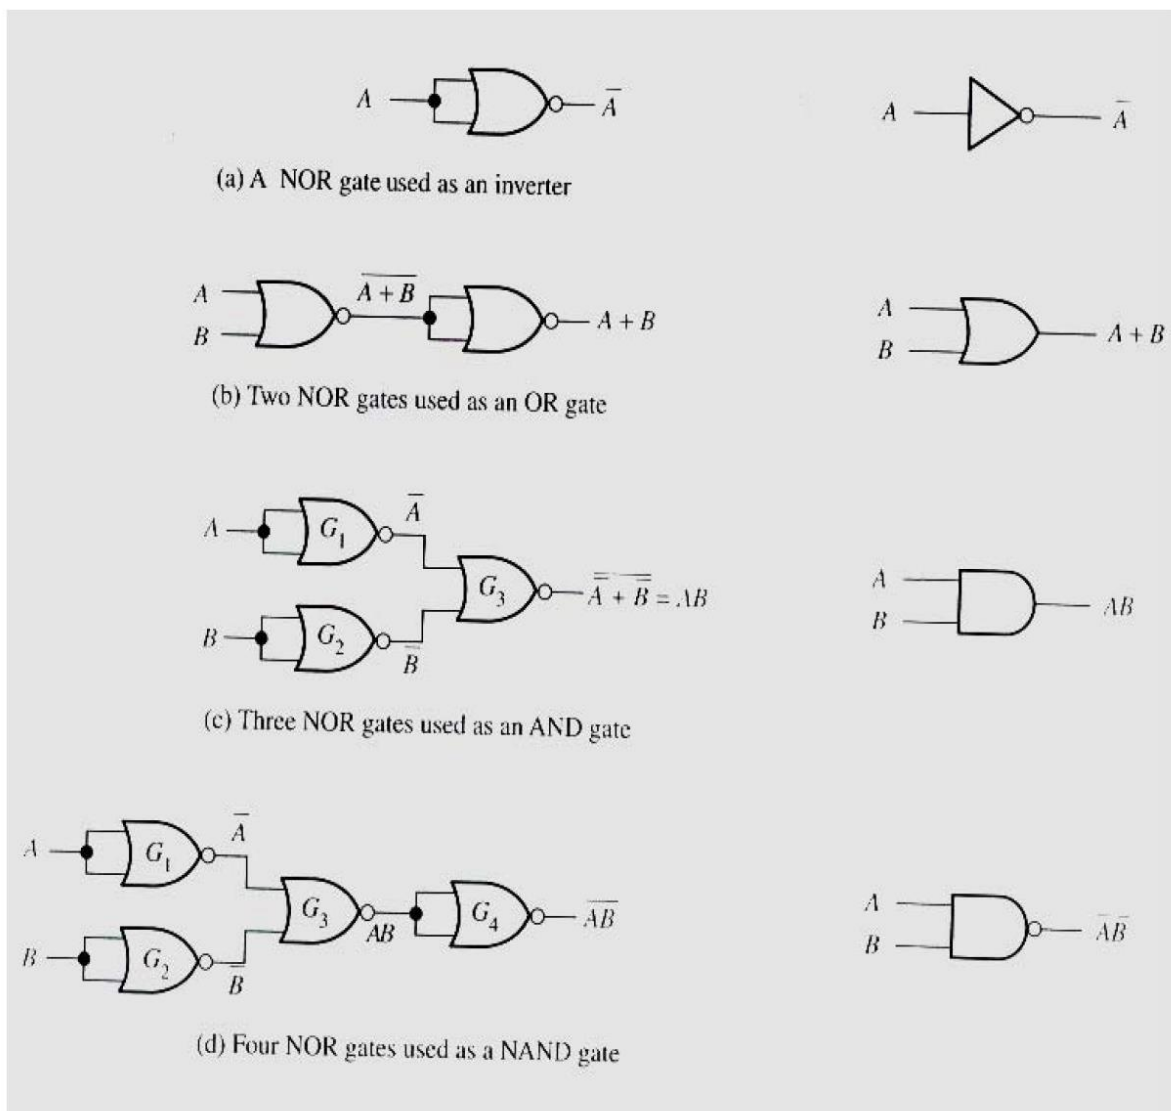 A A̅ A A̅
(a) A NOR gate used as an inverter
A A̅ ̅+̅ ̅B̅ A + B A A + B
B B
(b) Two NOR gates used as an OR gate
A G₁ A̅
G₃ A̿ ̅+̅ ̅B̿ = AB A AB
B G₂ B̅ B
(c) Three NOR gates used as an AND gate
A G₁ A̅
G₃ AB G₄ A̅B̅ A A̅B̅
B G₂ B̅ B
(d) Four NOR gates used as a NAND gate